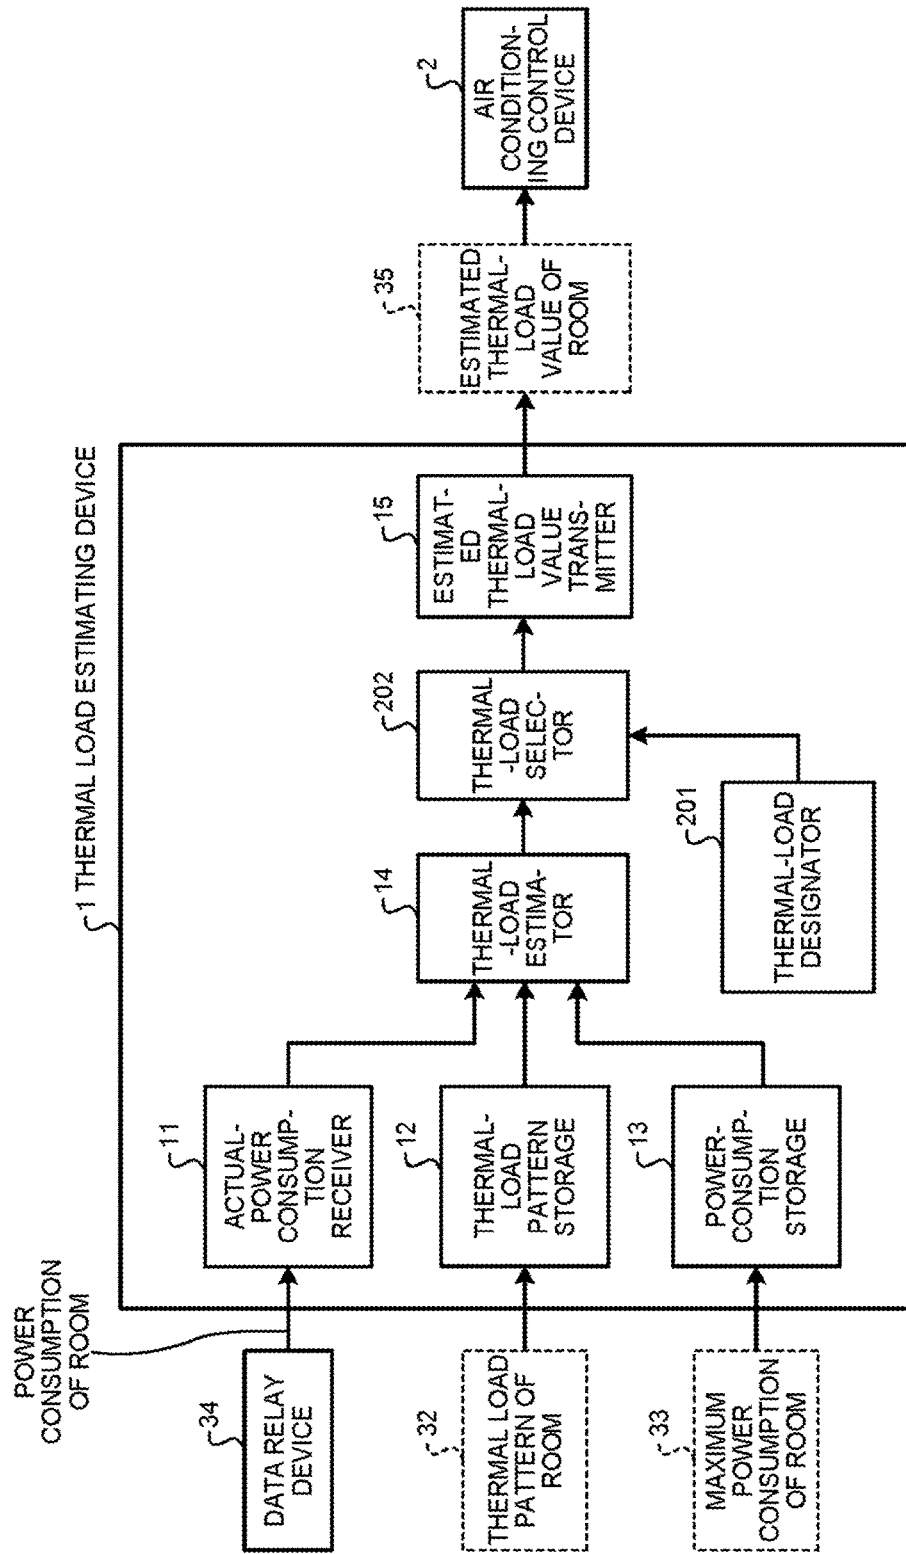 POWER
CONSUMPTION
OF ROOM
34
DATA RELAY
DEVICE
32
THERMAL LOAD
PATTERN OF
ROOM
33
MAXIMUM
POWER
CONSUMPTION
OF ROOM
1 THERMAL LOAD ESTIMATING DEVICE
11
ACTUAL-
POWER
CONSUMP-
TION
RECEIVER
12
THERMAL-
LOAD
PATTERN
STORAGE
13
POWER-
CONSUMP-
TION
STORAGE
14
THERMAL
-LOAD
ESTIMA-
TOR
201
THERMAL-LOAD
DESIGNATOR
202
THERMAL
-LOAD
SELEC-
TOR
15
ESTIMAT-
ED
THERMAL-
LOAD
VALUE
TRANS-
MITTER
35
ESTIMATED
THERMAL-
LOAD
VALUE OF
ROOM
2
AIR
CONDITION-
ING CONTROL
DEVICE